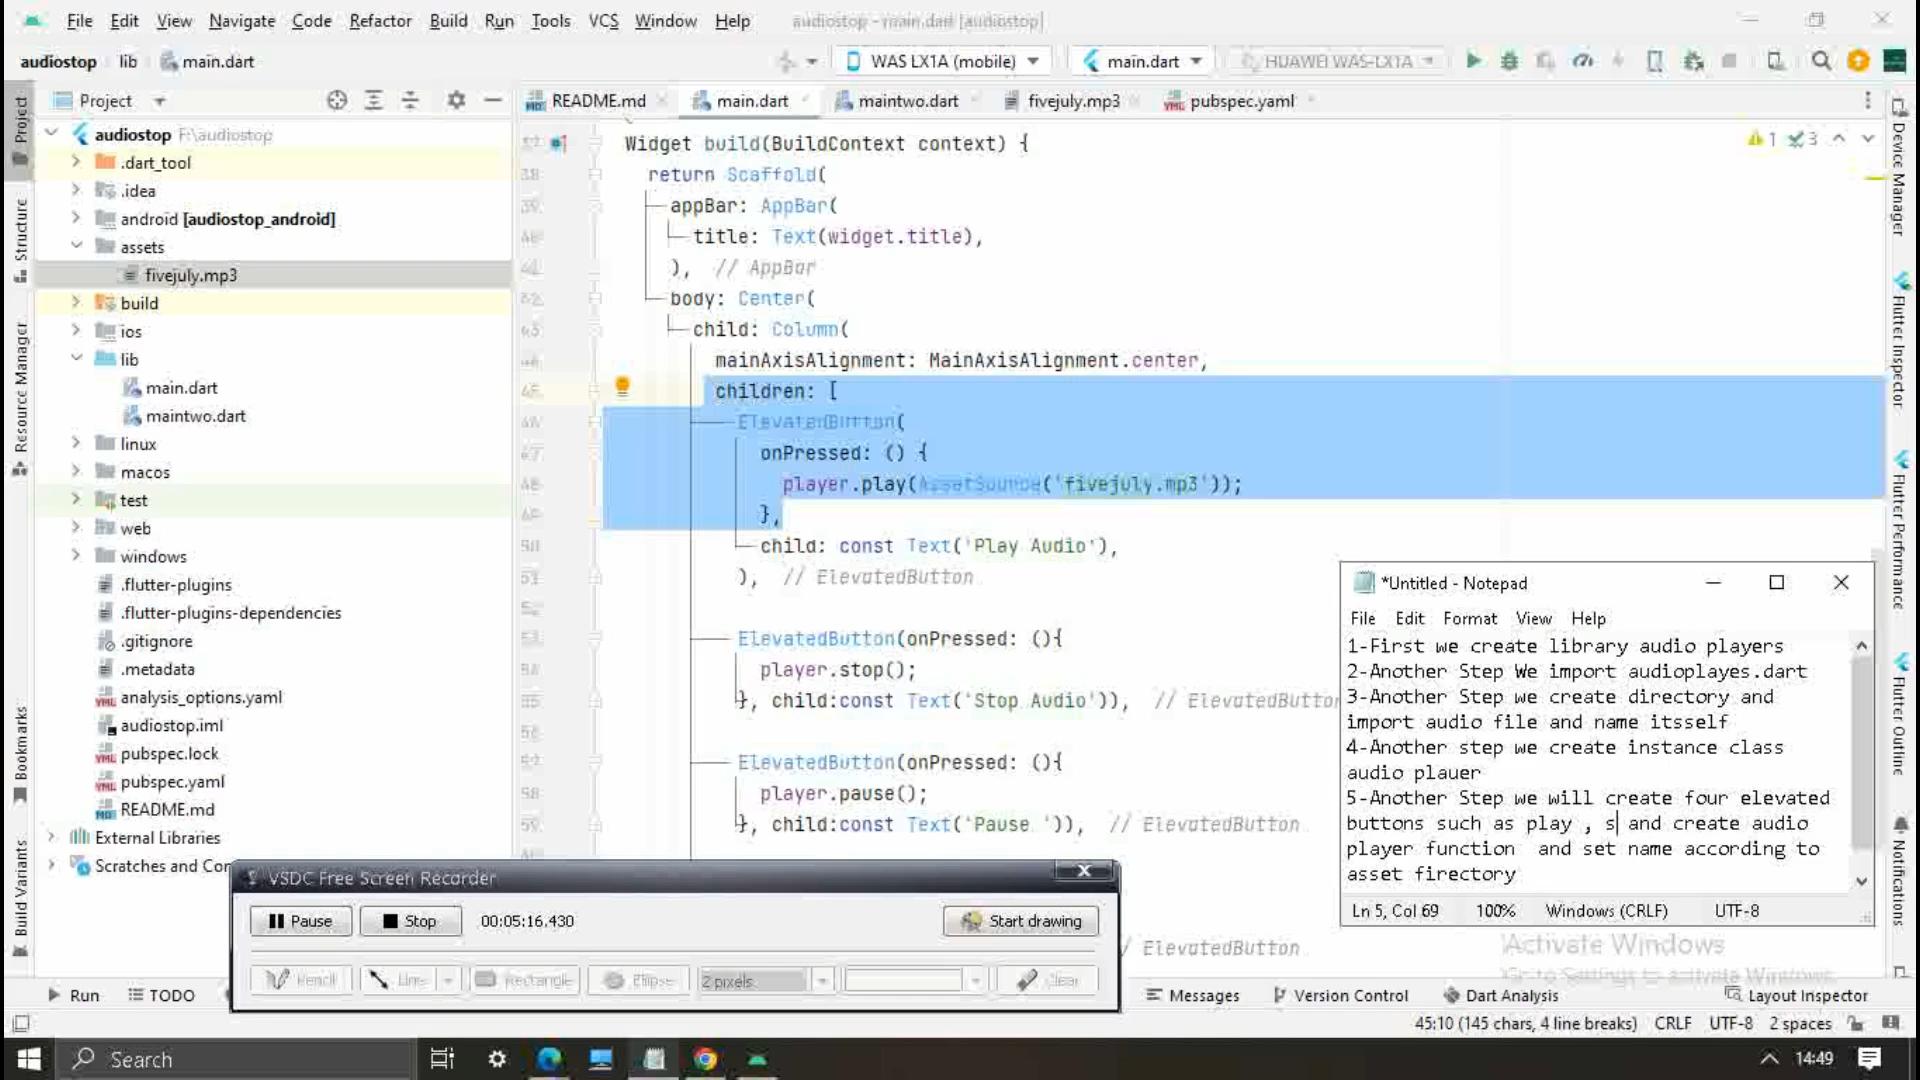 File Edit View Navigate Code Refactor Build Run Tools VCS Window Help audiostop - main.dart [audiostop]
audiostop lib main.dart WAS LX1A (mobile) main.dart HUAWEI WAS-LX1A
Project README.md main.dart maintwo.dart fivejuly.mp3 pubspec.yaml
Project
Structure
Resource Manager
Bookmarks
Build Variants
audiostop F:\audiostop
.dart_tool
.idea
android [audiostop_android]
assets
fivejuly.mp3
build
ios
lib
main.dart
maintwo.dart
linux
macos
test
web
windows
.flutter-plugins
.flutter-plugins-dependencies
.gitignore
.metadata
analysis_options.yaml
audiostop.iml
pubspec.lock
pubspec.yaml
README.md
External Libraries
Scratches and Con
1 3
Widget build(BuildContext context) {
return Scaffold(
appBar: AppBar(
title: Text(widget.title),
), // AppBar
body: Center(
child: Column(
mainAxisAlignment: MainAxisAlignment.center,
children: [
ElevatedButton(
onPressed: () {
player.play(AssetSource('fivejuly.mp3'));
},
child: const Text('Play Audio'),
), // ElevatedButton
ElevatedButton(onPressed: (){
player.stop();
}, child:const Text('Stop Audio')), // ElevatedButton
ElevatedButton(onPressed: (){
player.pause();
}, child:const Text('Pause ')), // ElevatedButton
/ ElevatedButton
Device Manager
Flutter Inspector
Flutter Performance
Flutter Outline
Notifications
*Untitled - Notepad
File Edit Format View Help
1-First we create library audio players
2-Another Step We import audioplayes.dart
3-Another Step we create directory and
import audio file and name itsself
4-Another step we create instance class
audio plauer
5-Another Step we will create four elevated
buttons such as play , s and create audio
player function  and set name according to
asset firectory
Ln 5, Col 69 100% Windows (CRLF) UTF-8
Activate Windows
Go to Settings to activate Windows.
VSDC Free Screen Recorder
Pause Stop 00:05:16.430 Start drawing
Pencil Line Rectangle Ellipse 2 pixels Clear
Run TODO Messages Version Control Dart Analysis Layout Inspector
45:10 (145 chars, 4 line breaks) CRLF UTF-8 2 spaces
Search 14:49